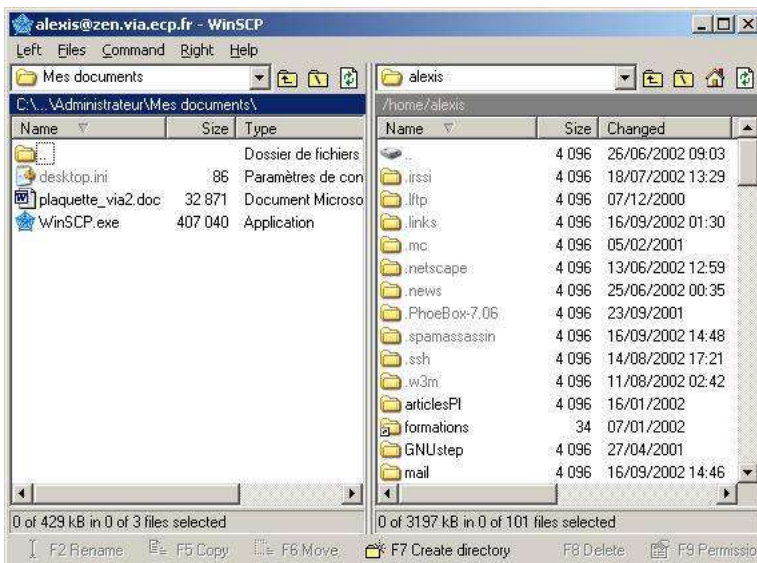 alexis@zen.via.ecp.fr - WinSCP
Left Files Command Right Help
Mes documents
C:\...\Administrateur\Mes documents\
Name Size Type
.. Dossier de fichiers
desktop.ini 86 Paramètres de con
plaquette_via2.doc 32 871 Document Microso
WinSCP.exe 407 040 Application
0 of 429 kB in 0 of 3 files selected
alexis
/home/alexis
Name Size Changed
.. 4 096 26/06/2002 09:03
.irssi 4 096 18/07/2002 13:29
.lftp 4 096 07/12/2000
.links 4 096 16/09/2002 01:30
.mc 4 096 05/02/2001
.netscape 4 096 13/06/2002 12:59
.news 4 096 25/06/2002 00:35
.PhoeBox-7.06 4 096 23/09/2001
.spamassassin 4 096 16/09/2002 14:48
.ssh 4 096 14/08/2002 17:21
.w3m 4 096 11/08/2002 02:42
articlesPI 4 096 16/01/2002
formations 34 07/01/2002
GNUstep 4 096 27/04/2001
mail 4 096 16/09/2002 14:46
0 of 3197 kB in 0 of 101 files selected
F2 Rename F5 Copy F6 Move F7 Create directory F8 Delete F9 Permissio